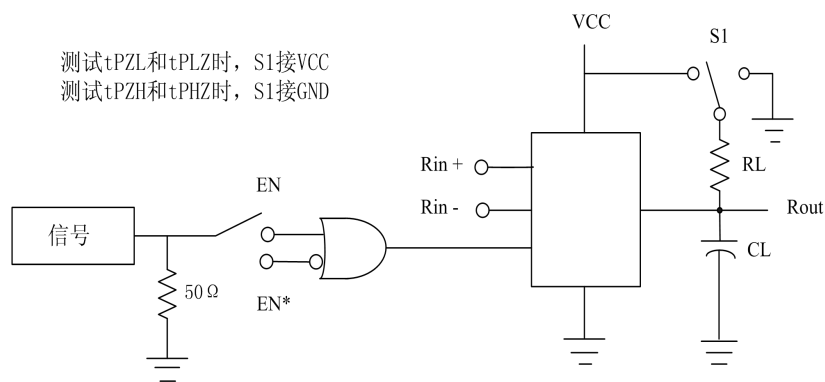 VCC
S1
测试tPZL和tPLZ时，S1接VCC
测试tPZH和tPHZ时，S1接GND
Rin +
RL
EN
Rin -
Rout
信号
CL
50Ω
EN*